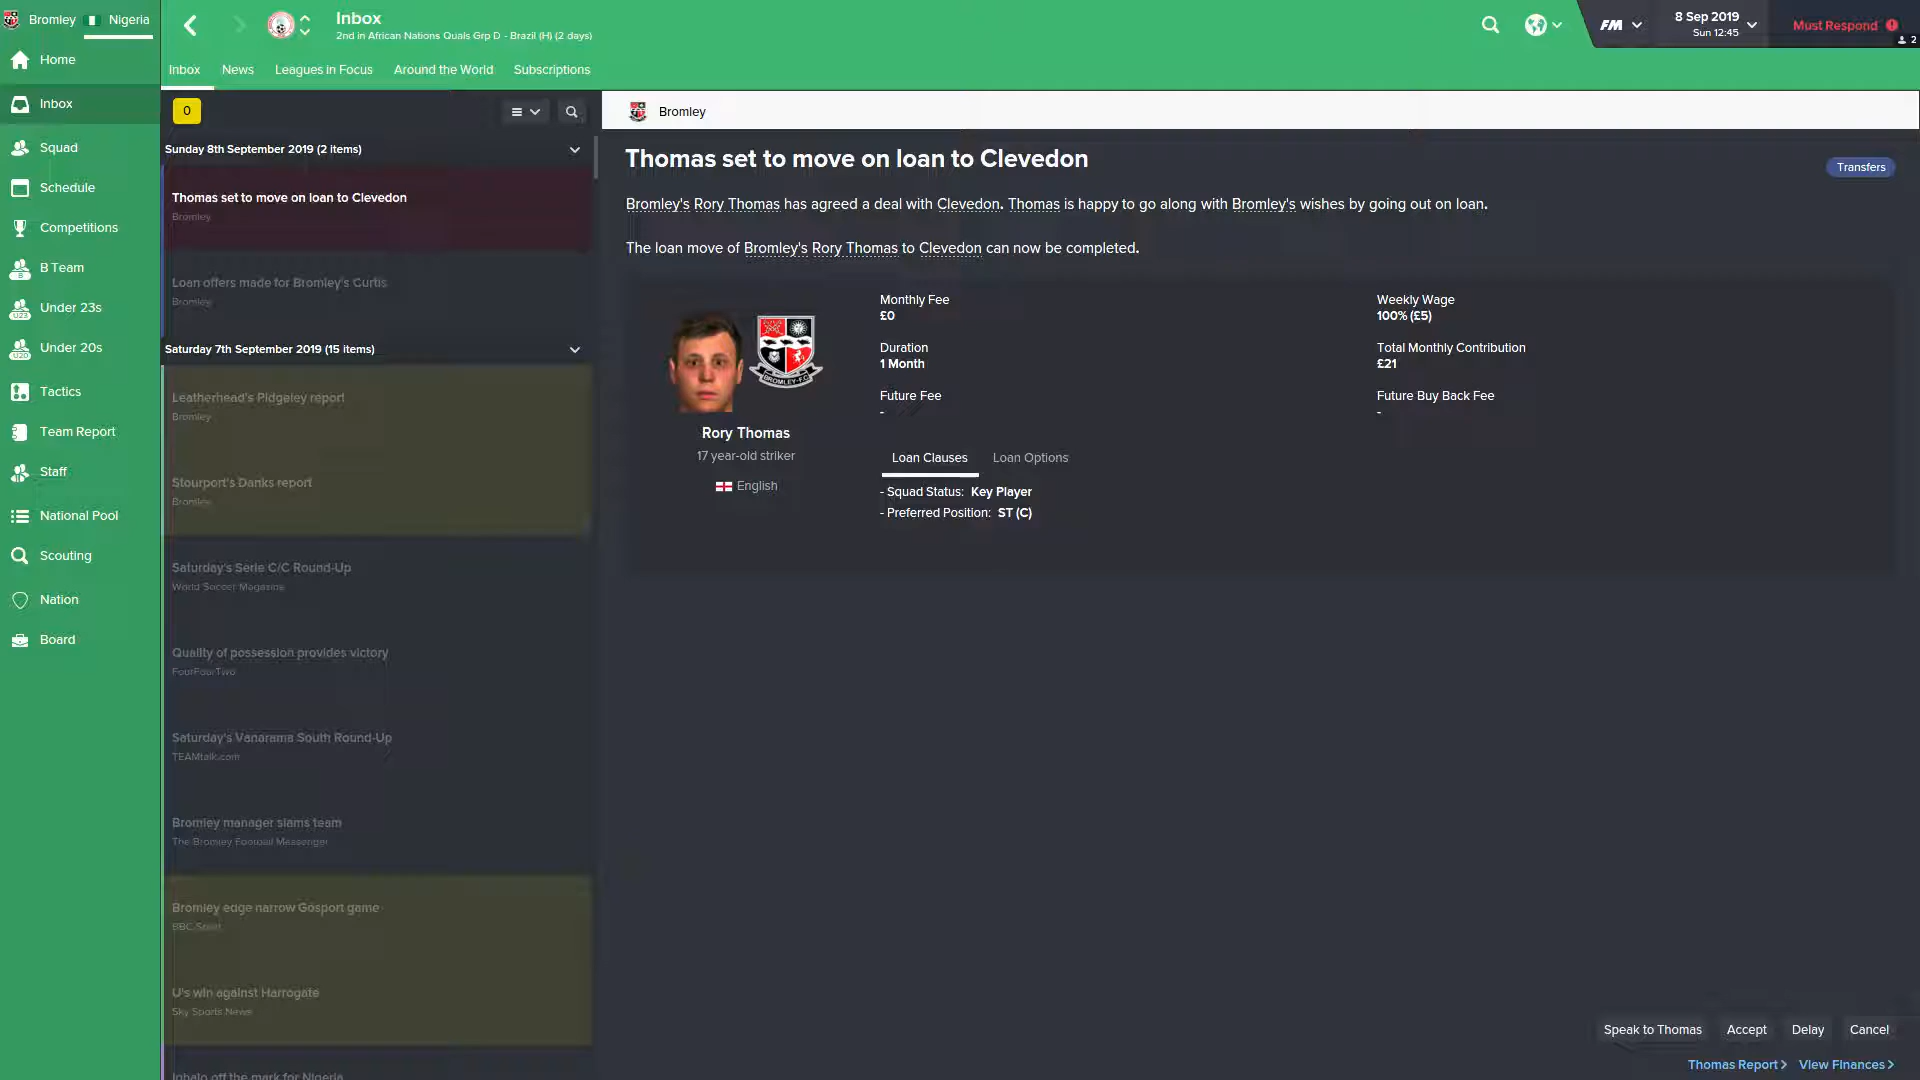 Bromley Nigeria
Home
Inbox
Squad
Schedule
Competitions
B Team
Under 23s
Under 20s
Tactics
Team Report
Staff
National Pool
Scouting
Nation
Board
Inbox
2nd in African Nations Quals Grp D - Brazil (H) (2 days)
Inbox News Leagues in Focus Around the World Subscriptions
FM
8 Sep 2019
Sun 12:45
Must Respond
2
0
Sunday 8th September 2019 (2 items)
Thomas set to move on loan to Clevedon
Bromley
Loan offers made for Bromley's Curtis
Bromley
Saturday 7th September 2019 (15 items)
Leatherhead's Pidgeley report
Bromley
Stourport's Danks report
Bromley
Saturday's Serie C/C Round-Up
World Soccer Magazine
Quality of possession provides victory
FourFourTwo
Saturday's Vanarama South Round-Up
TEAMtalk.com
Bromley manager slams team
The Bromley Football Messenger
Bromley edge narrow Gosport game
BBC Sport
U's win against Harrogate
Sky Sports News
Ighalo off the mark for Nigeria
Bromley
Thomas set to move on loan to Clevedon
Transfers
Bromley's Rory Thomas has agreed a deal with Clevedon. Thomas is happy to go along with Bromley's wishes by going out on loan.
The loan move of Bromley's Rory Thomas to Clevedon can now be completed.
BROMLEY-F.C
Rory Thomas
17 year-old striker
English
Monthly Fee
£0
Weekly Wage
100% (£5)
Duration
1 Month
Total Monthly Contribution
£21
Future Fee
-
Future Buy Back Fee
-
Loan Clauses Loan Options
- Squad Status: Key Player
- Preferred Position: ST (C)
Speak to Thomas Accept Delay Cancel
Thomas Report > View Finances >